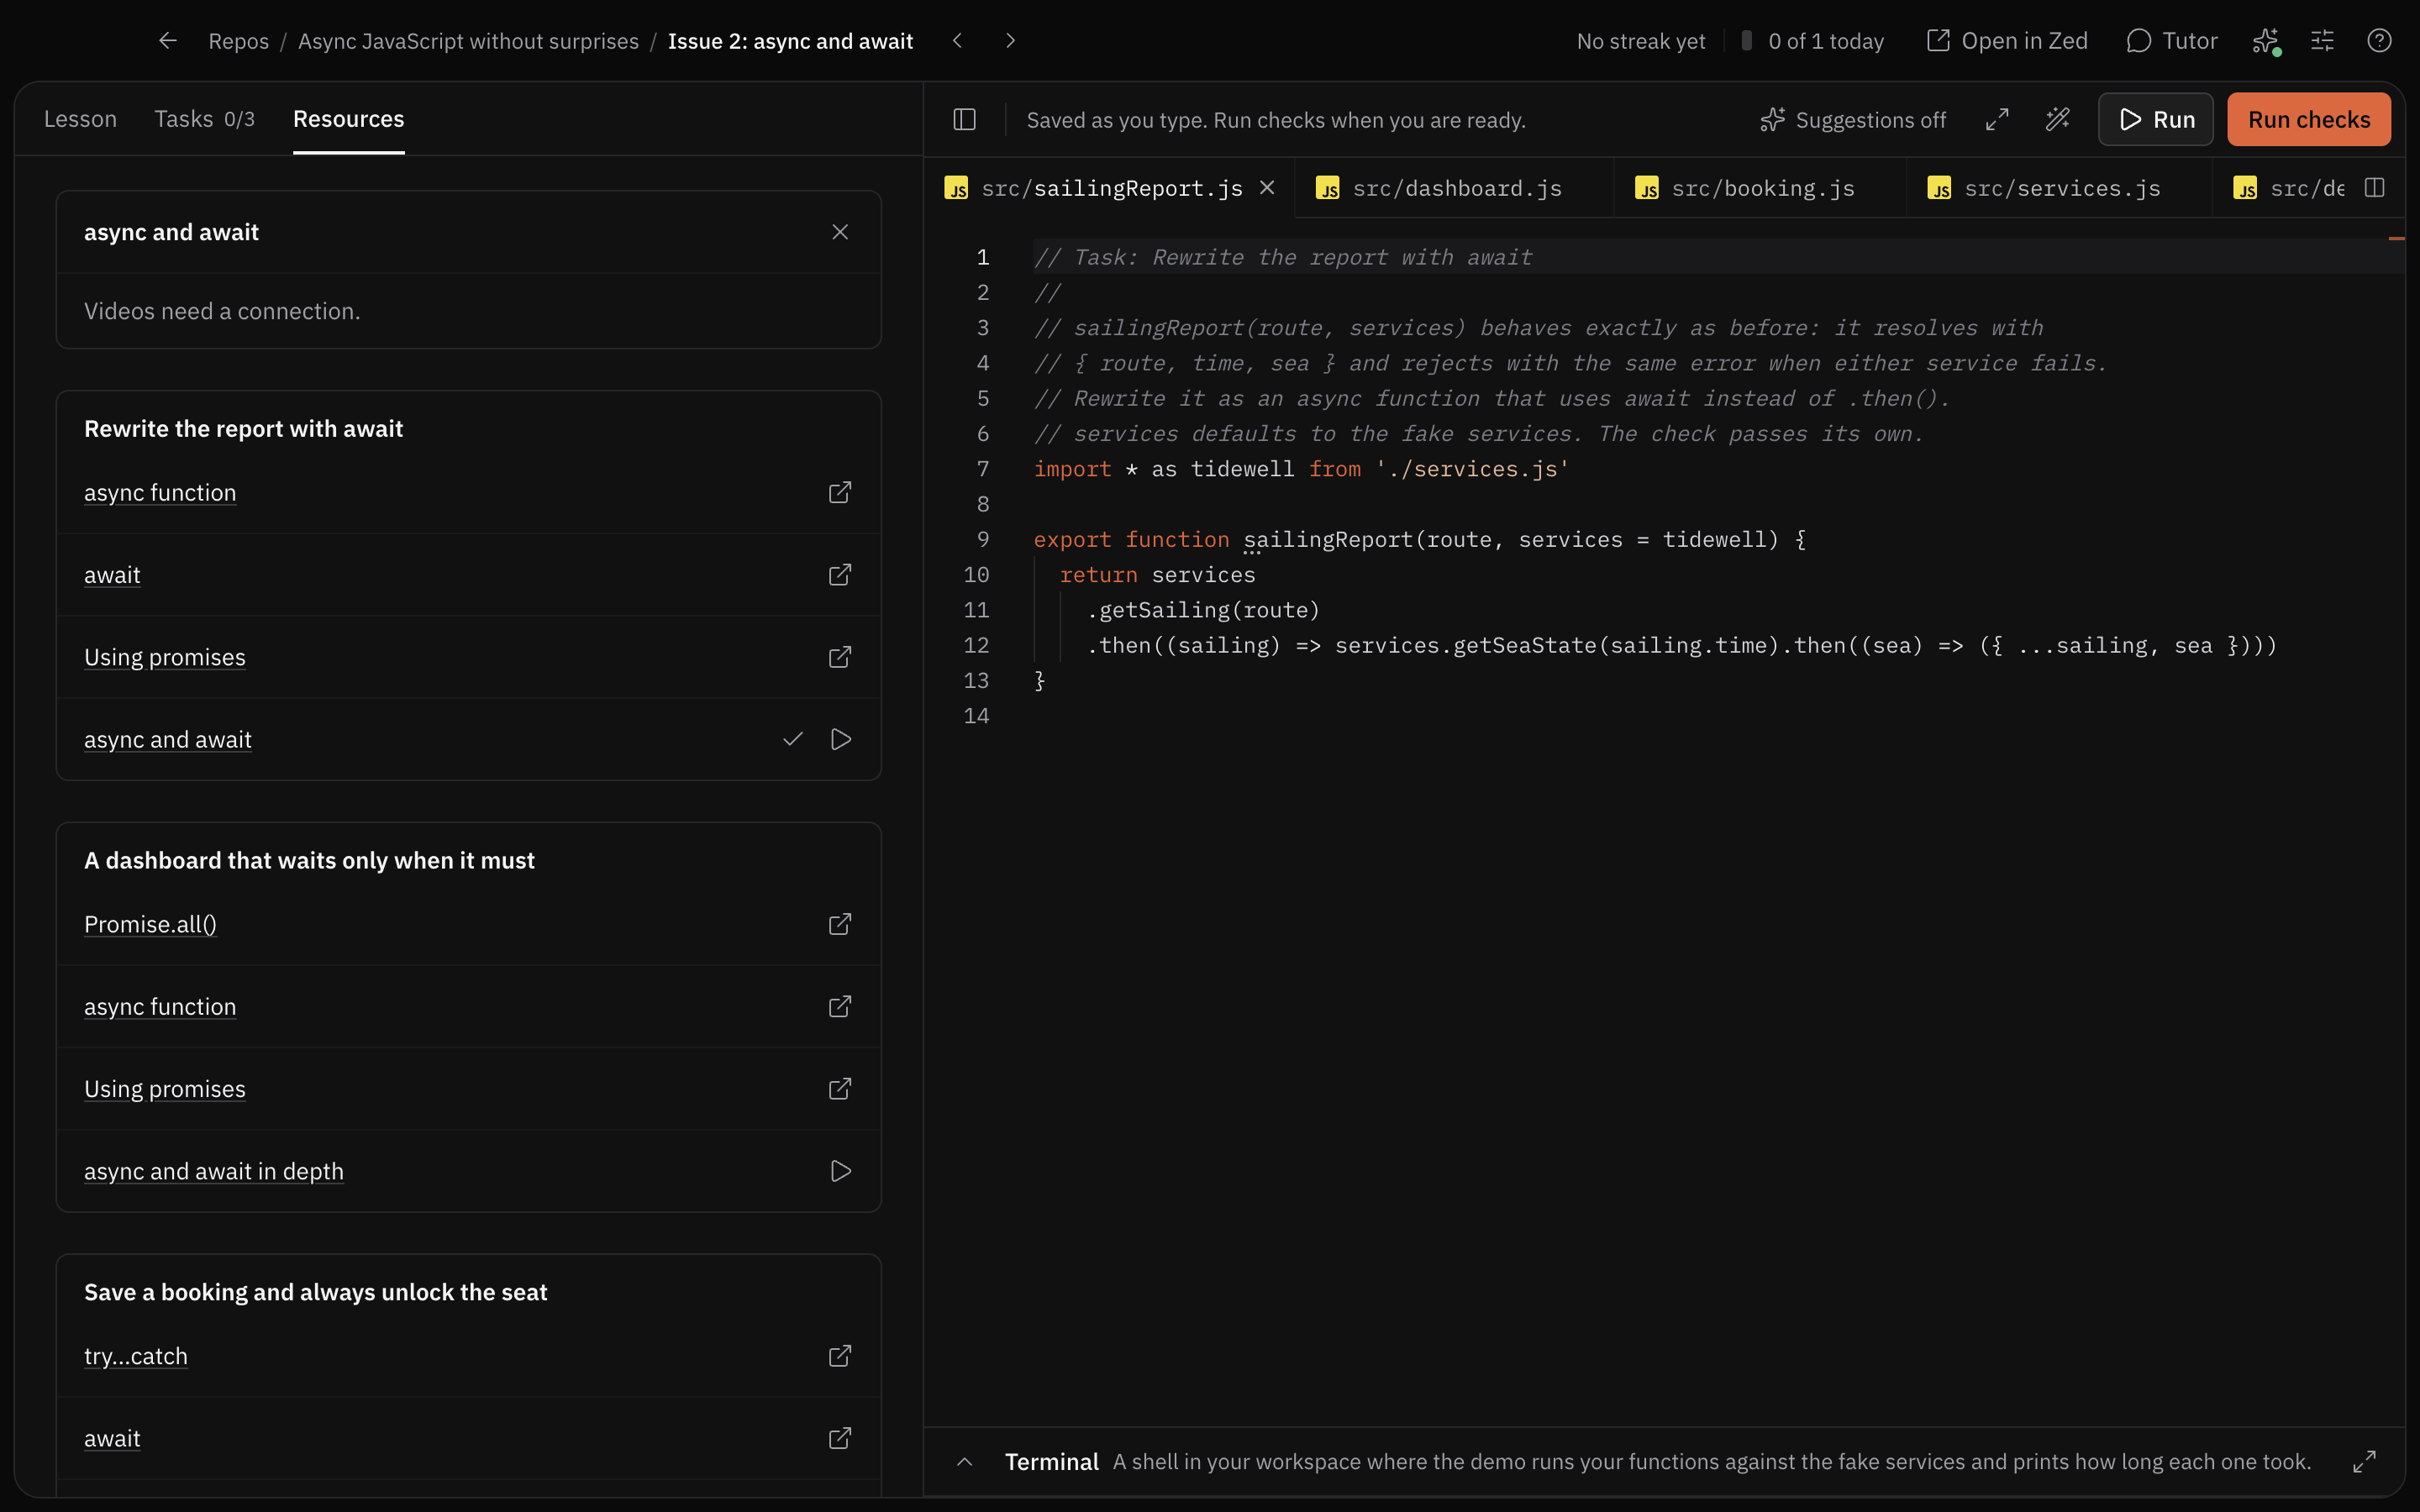 Repos / Async JavaScript without surprises / Issue 2: async and await
No streak yet
0 of 1 today
Open in Zed
Tutor
Lesson
Tasks 0/3
Resources
async and await
Videos need a connection.
Rewrite the report with await
async function
await
Using promises
async and await
A dashboard that waits only when it must
Promise.all()
async function
Using promises
async and await in depth
Save a booking and always unlock the seat
try...catch
await
Saved as you type. Run checks when you are ready.
Suggestions off
Run
Run checks
JS src/sailingReport.js
JS src/dashboard.js
JS src/booking.js
JS src/services.js
JS src/de
1 // Task: Rewrite the report with await
2 //
3 // sailingReport(route, services) behaves exactly as before: it resolves with
4 // { route, time, sea } and rejects with the same error when either service fails.
5 // Rewrite it as an async function that uses await instead of .then().
6 // services defaults to the fake services. The check passes its own.
7 import * as tidewell from './services.js'
8
9 export function sailingReport(route, services = tidewell) {
10 return services
11 .getSailing(route)
12 .then((sailing) => services.getSeaState(sailing.time).then((sea) => ({ ...sailing, sea })))
13 }
14
Terminal A shell in your workspace where the demo runs your functions against the fake services and prints how long each one took.